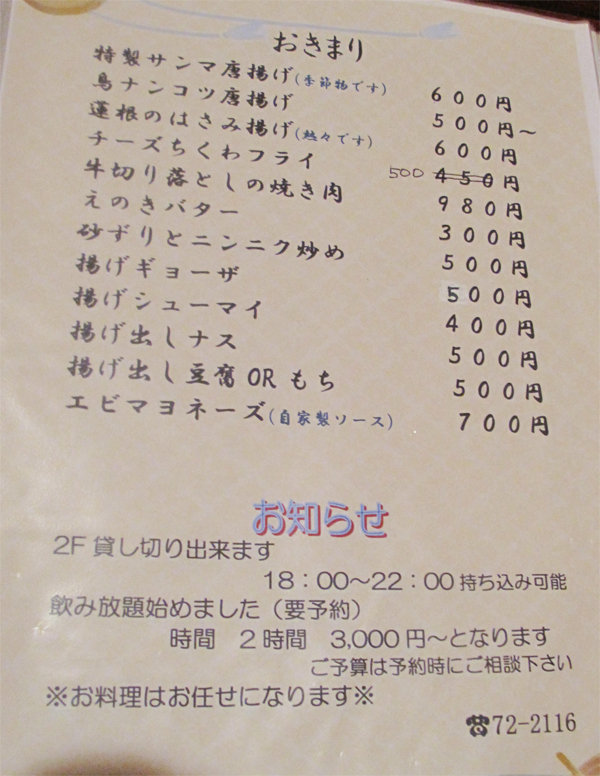 おきまり
特製サンマ唐揚げ(季節物です) 600円
鳥ナンコツ唐揚げ 500円～
蓮根のはさみ揚げ(熱々です) 600円
チーズちくわフライ 500 450円
牛切り落としの焼き肉 980円
えのきバター 300円
砂ずりとニンニク炒め 500円
揚げギョーザ 500円
揚げシューマイ 400円
揚げ出しナス 500円
揚げ出し豆腐ORもち 500円
エビマヨネーズ(自家製ソース) 700円
お知らせ
2F貸し切り出来ます
18：00～22：00持ち込み可能
飲み放題始めました（要予約）
時間　2時間　3,000円～となります
ご予算は予約時にご相談下さい
※お料理はお任せになります※
☎72-2116